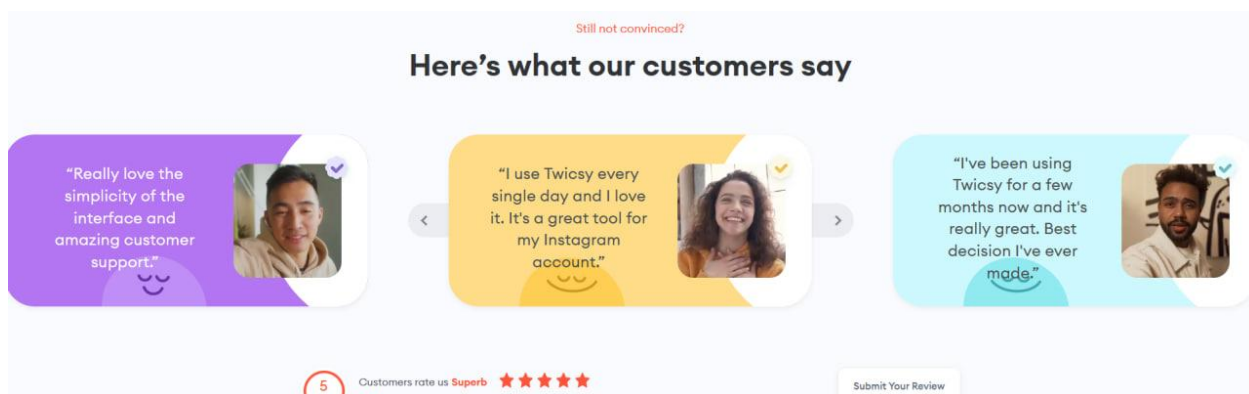 Still not convinced?
Here's what our customers say
“Really love the
simplicity of the
interface and
amazing customer
support.”
“I use Twicsy every
single day and I love
it. It's a great tool for
my Instagram
account.”
“I've been using
Twicsy for a few
months now and it's
really great. Best
decision I've ever
made.”
5
Customers rate us Superb
Submit Your Review